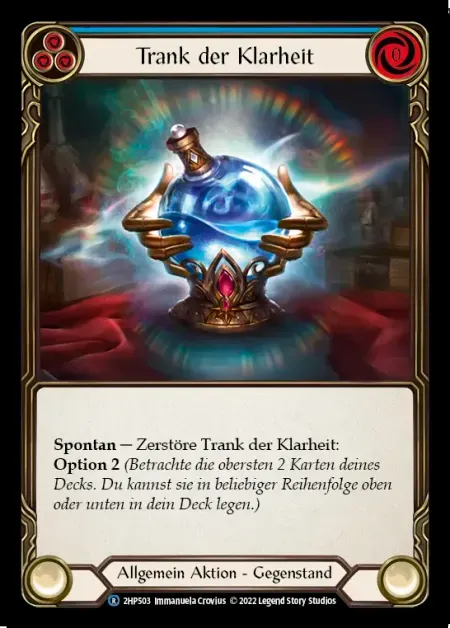 Trank der Klarheit
0
Spontan — Zerstöre Trank der Klarheit:
Option 2 (Betrachte die obersten 2 Karten deines
Decks. Du kannst sie in beliebiger Reihenfolge oben
oder unten in dein Deck legen.)
Allgemein Aktion - Gegenstand
R 2HPS03 Immanuela Crovius © 2022 Legend Story Studios